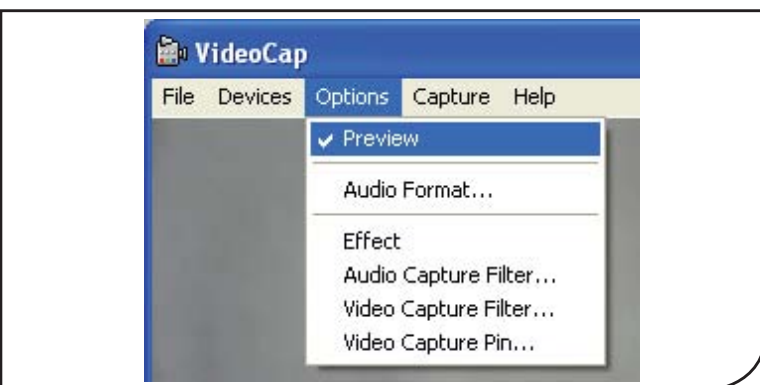 VideoCap
File Devices Options Capture Help
Preview
Audio Format...
Effect
Audio Capture Filter...
Video Capture Filter...
Video Capture Pin...